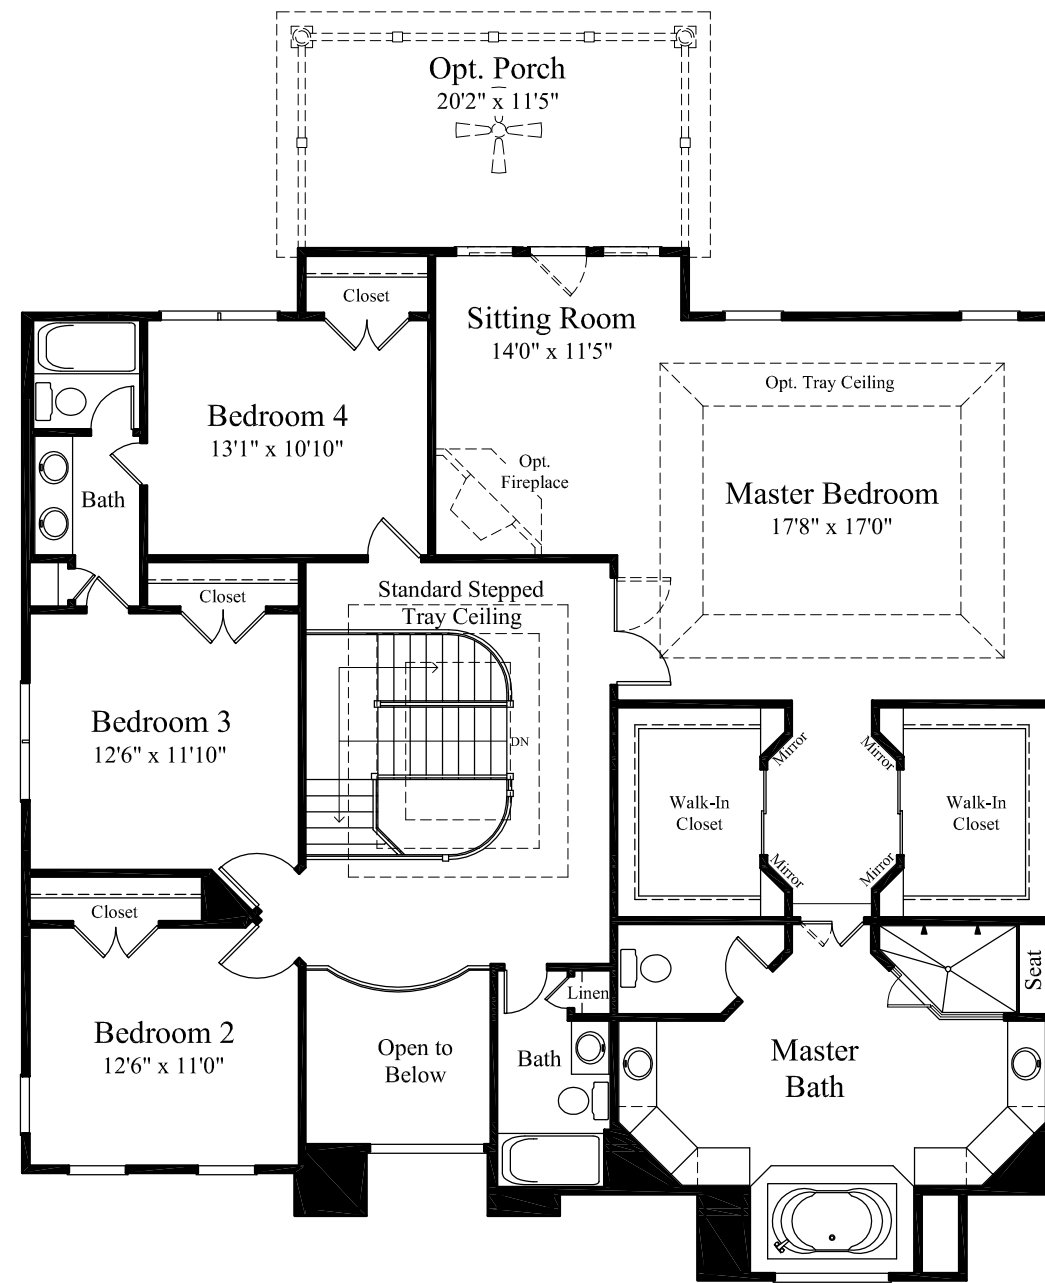 Opt. Porch
20'2" x 11'5"
Closet
Sitting Room
14'0" x 11'5"
Opt. Tray Ceiling
Bedroom 4
13'1" x 10'10"
Opt.
Fireplace
Bath
Master Bedroom
17'8" x 17'0"
Closet
Standard Stepped
Tray Ceiling
Bedroom 3
12'6" x 11'10"
DN
Mirror
Mirror
Walk-In
Closet
Walk-In
Closet
Mirror
Mirror
Closet
Bedroom 2
12'6" x 11'0"
Open to
Below
Linen
Bath
Seat
Master
Bath